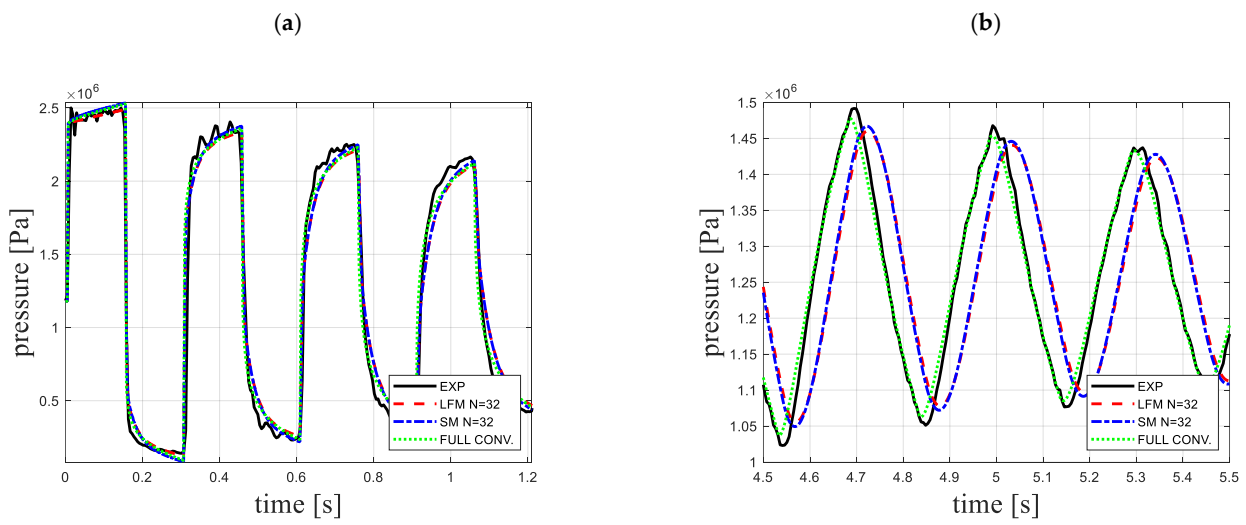 (a)
×10⁶
2.5
2
1.5
1
0.5
0 0.2 0.4 0.6 0.8 1 1.2
pressure [Pa]
time [s]
EXP
LFM N=32
SM N=32
FULL CONV.
(b)
×10⁶
1.5
1.45
1.4
1.35
1.3
1.25
1.2
1.15
1.1
1.05
1
4.5 4.6 4.7 4.8 4.9 5 5.1 5.2 5.3 5.4 5.5
pressure [Pa]
time [s]
EXP
LFM N=32
SM N=32
FULL CONV.